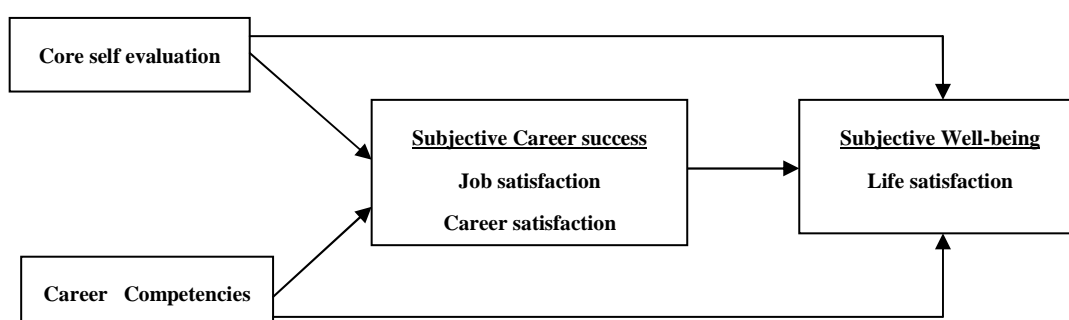 Core self evaluation
Subjective Career success
Job satisfaction
Career satisfaction
Subjective Well-being
Life satisfaction
Career Competencies